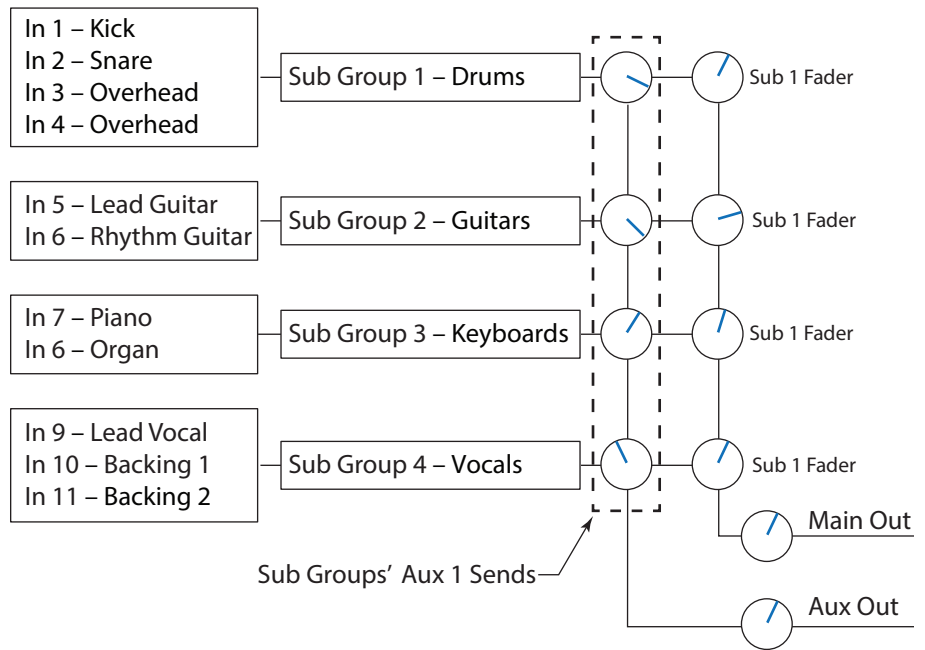 In 1 – Kick
In 2 – Snare
In 3 – Overhead
In 4 – Overhead
Sub Group 1 – Drums
Sub 1 Fader
In 5 – Lead Guitar
In 6 – Rhythm Guitar
Sub Group 2 – Guitars
Sub 1 Fader
In 7 – Piano
In 6 – Organ
Sub Group 3 – Keyboards
Sub 1 Fader
In 9 – Lead Vocal
In 10 – Backing 1
In 11 – Backing 2
Sub Group 4 – Vocals
Sub 1 Fader
Main Out
Sub Groups’ Aux 1 Sends
Aux Out